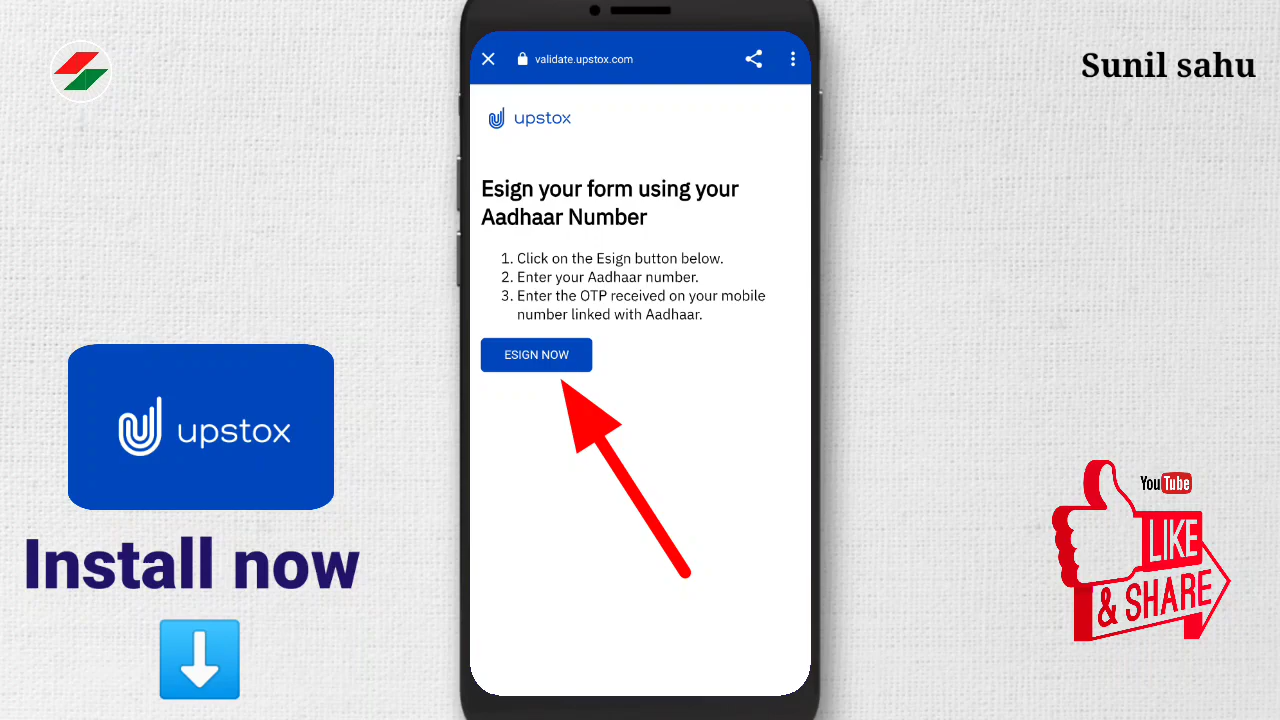 validate.upstox.com
Sunil sahu
upstox
Esign your form using your
Aadhaar Number
1. Click on the Esign button below.
2. Enter your Aadhaar number.
3. Enter the OTP received on your mobile
number linked with Aadhaar.
ESIGN NOW
upstox
Install now
YouTube
LIKE
& SHARE